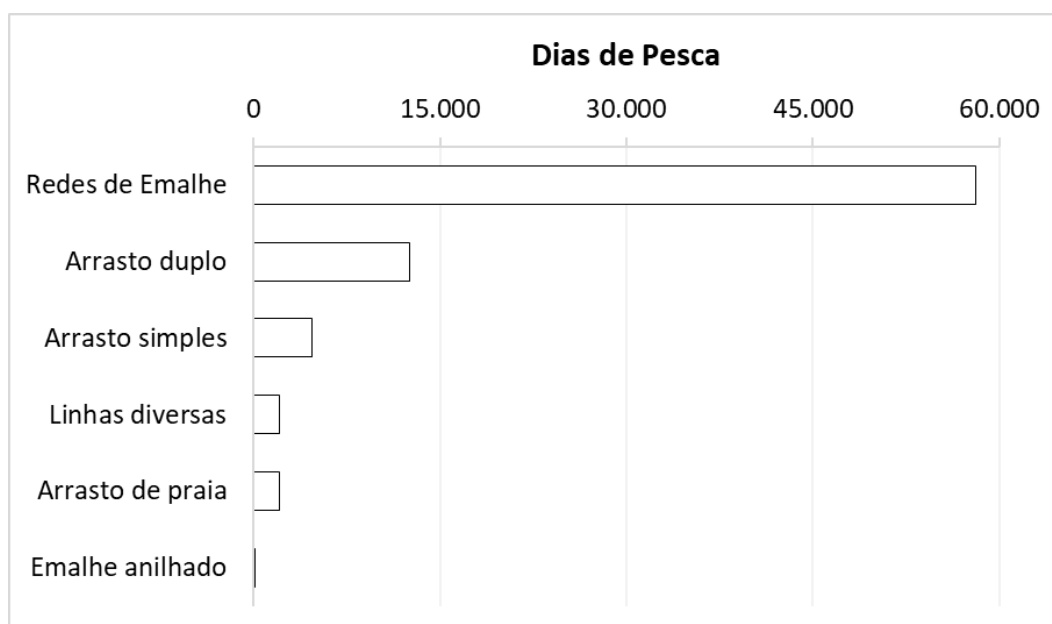 Dias de Pesca
0 15.000 30.000 45.000 60.000
Redes de Emalhe
Arrasto duplo
Arrasto simples
Linhas diversas
Arrasto de praia
Emalhe anilhado